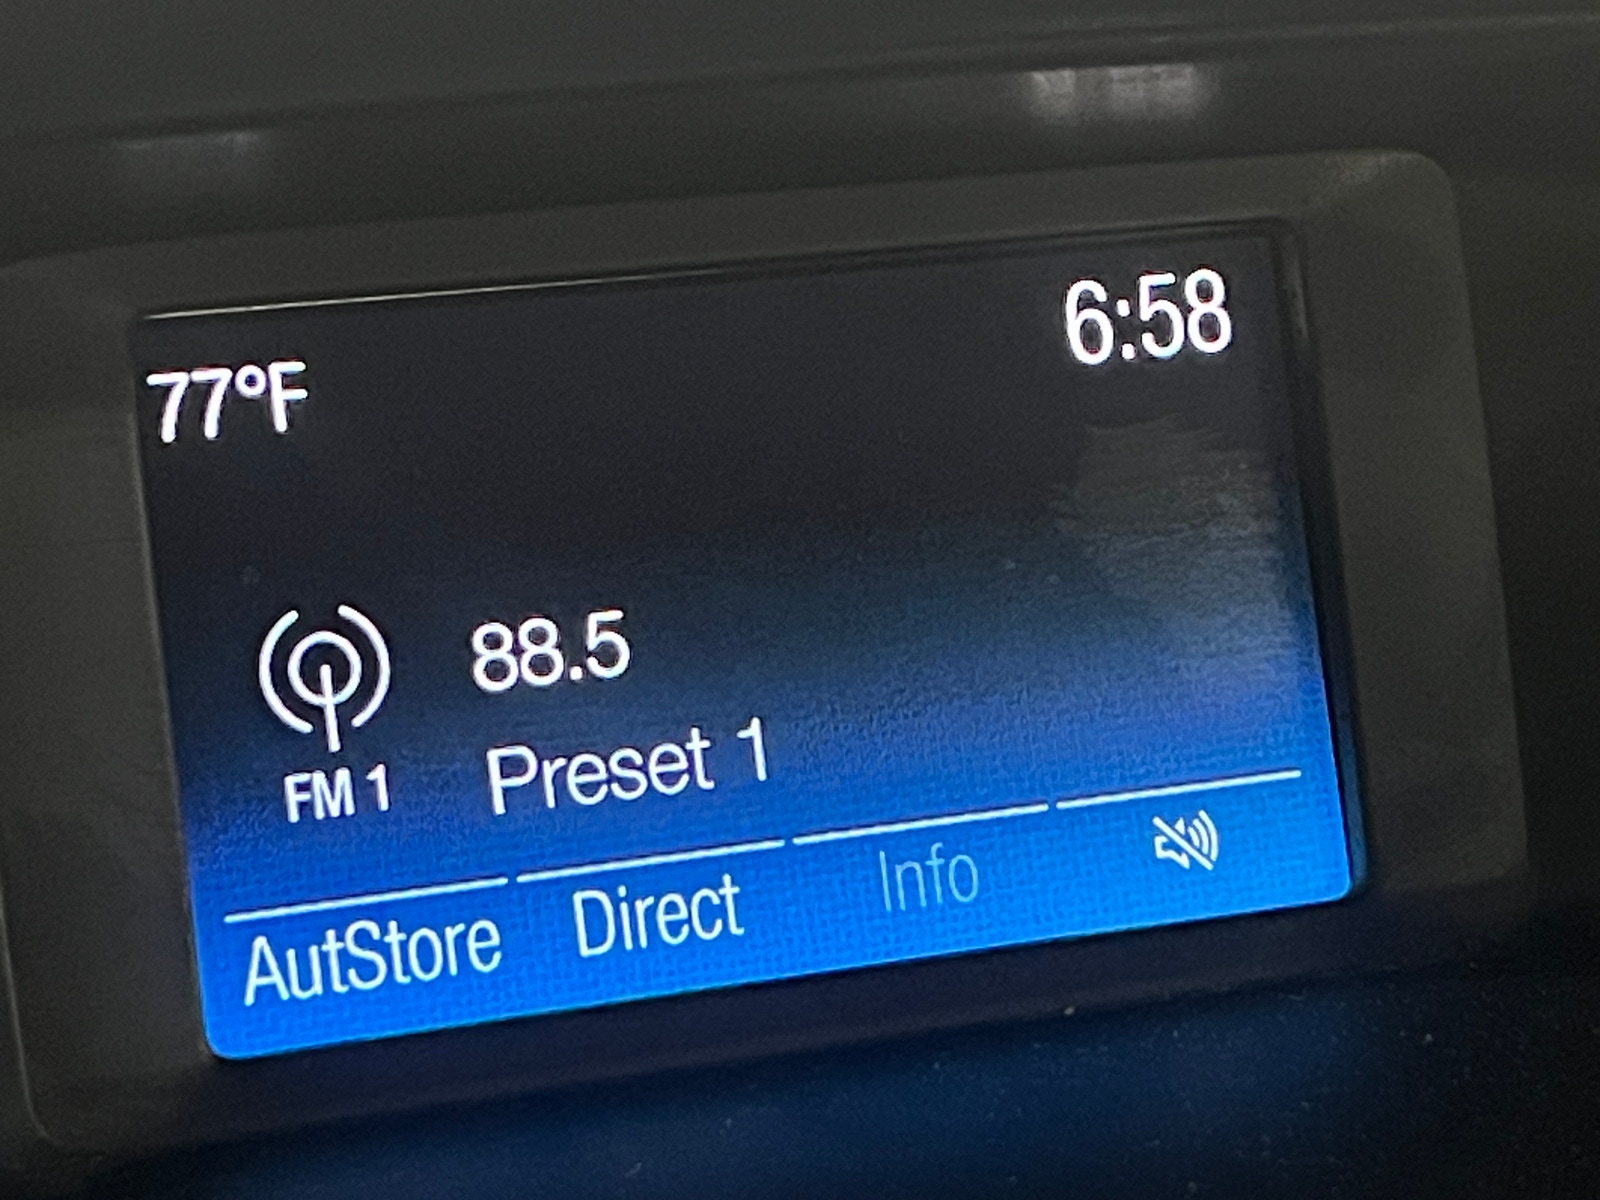 77°F
6:58
88.5
FM 1
Preset 1
AutStore
Direct
Info